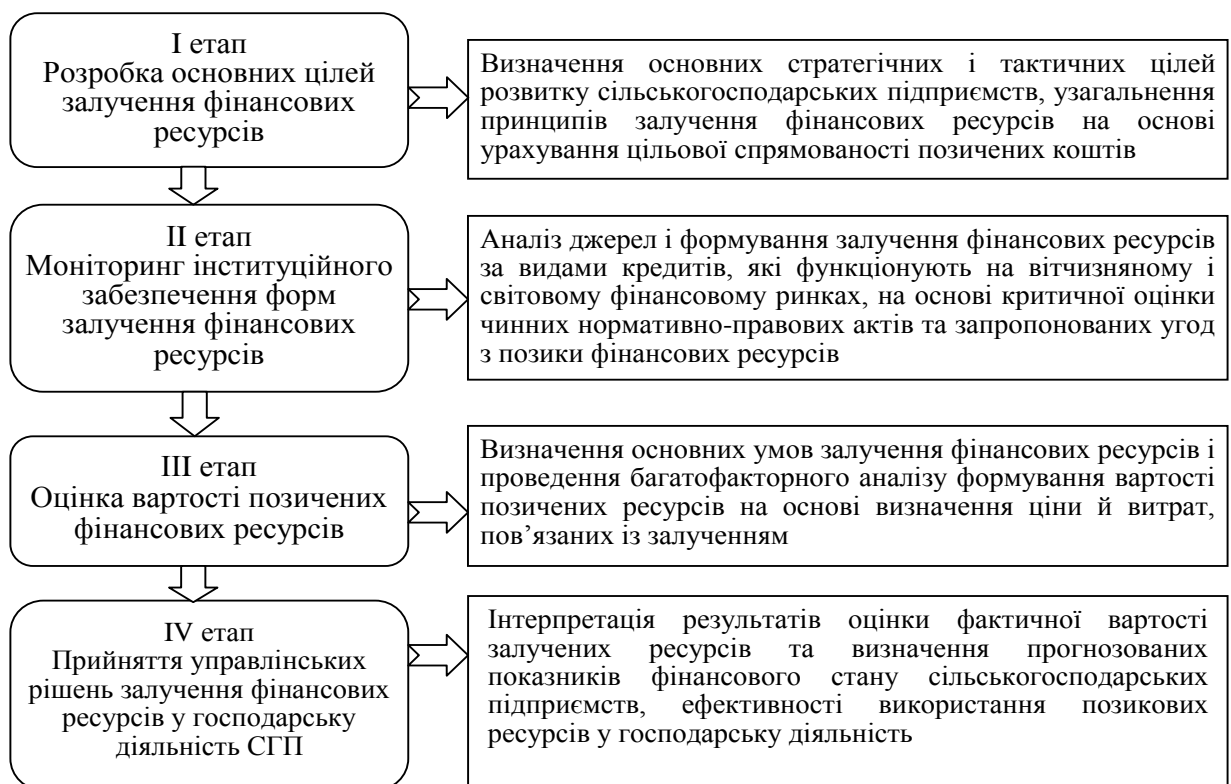 І етап
Розробка основних цілей
залучення фінансових
ресурсів
Визначення основних стратегічних і тактичних цілей
розвитку сільськогосподарських підприємств, узагальнення
принципів залучення фінансових ресурсів на основі
урахування цільової спрямованості позичених коштів
ІІ етап
Моніторинг інституційного
забезпечення форм
залучення фінансових
ресурсів
Аналіз джерел і формування залучення фінансових ресурсів
за видами кредитів, які функціонують на вітчизняному і
світовому фінансовому ринках, на основі критичної оцінки
чинних нормативно-правових актів та запропонованих угод
з позики фінансових ресурсів
ІІІ етап
Оцінка вартості позичених
фінансових ресурсів
Визначення основних умов залучення фінансових ресурсів і
проведення багатофакторного аналізу формування вартості
позичених ресурсів на основі визначення ціни й витрат,
пов’язаних із залученням
ІV етап
Прийняття управлінських
рішень залучення фінансових
ресурсів у господарську
діяльність СГП
Інтерпретація результатів оцінки фактичної вартості
залучених ресурсів та визначення прогнозованих
показників фінансового стану сільськогосподарських
підприємств, ефективності використання позикових
ресурсів у господарську діяльність